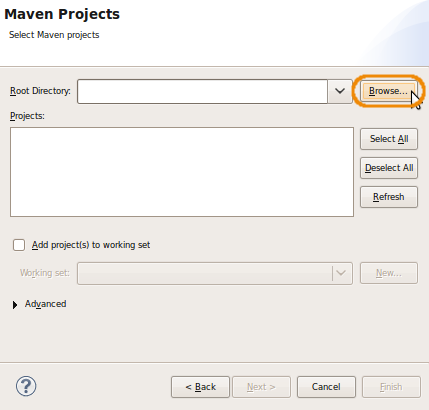 Maven Projects
Select Maven projects
Root Directory:
Browse...
Projects:
Select All
Deselect All
Refresh
Add project(s) to working set
Working set:
New...
Advanced
?
< Back
Next >
Cancel
Finish